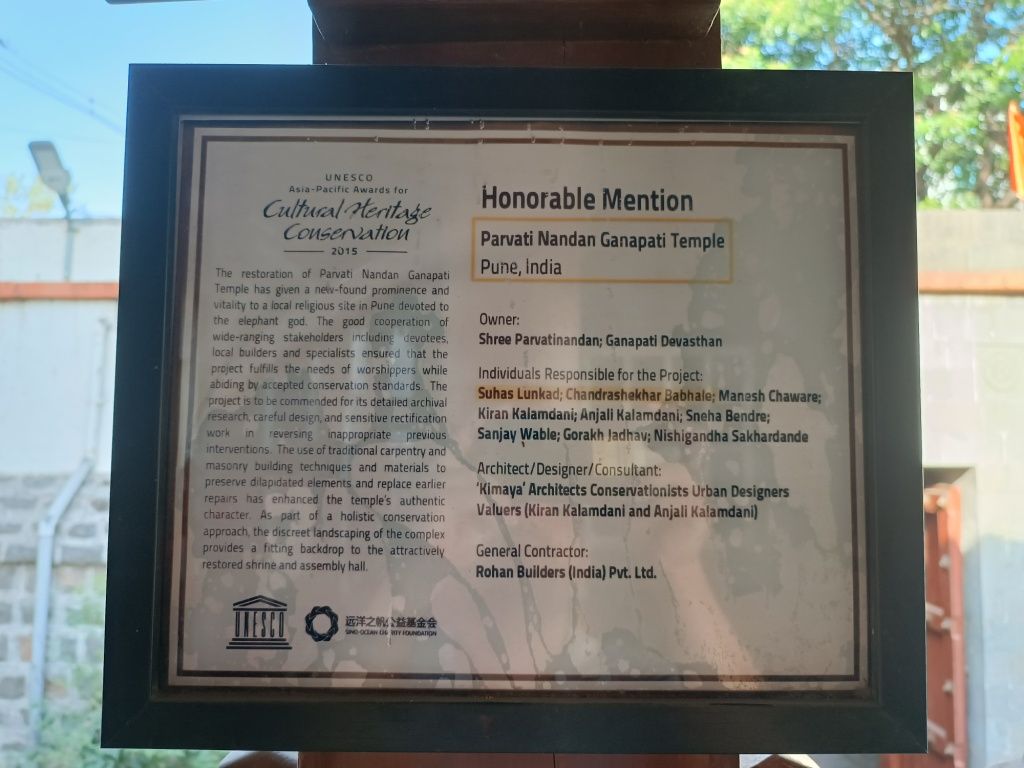 UNESCO
Asia-Pacific Awards for
Cultural Heritage
Conservation
2015
The restoration of Parvati Nandan Ganapati
Temple has given a new-found prominence and
vitality to a local religious site in Pune devoted to
the elephant god. The good cooperation of
wide-ranging stakeholders including devotees,
local builders and specialists ensured that the
project fulfills the needs of worshippers while
abiding by accepted conservation standards. The
project is to be commended for its detailed archival
research, careful design, and sensitive rectification
work in reversing inappropriate previous
interventions. The use of traditional carpentry and
masonry building techniques and materials to
preserve dilapidated elements and replace earlier
repairs has enhanced the temple's authentic
character. As part of a holistic conservation
approach, the discreet landscaping of the complex
provides a fitting backdrop to the attractively
restored shrine and assembly hall.
UNESCO
远洋之帆公益基金会
SINO-OCEAN CHARITY FOUNDATION
Honorable Mention
Parvati Nandan Ganapati Temple
Pune, India
Owner:
Shree Parvatinandan; Ganapati Devasthan
Individuals Responsible for the Project:
Suhas Lunkad; Chandrashekhar Babhale; Manesh Chaware;
Kiran Kalamdani; Anjali Kalamdani; Sneha Bendre;
Sanjay Wable; Gorakh Jadhav; Nishigandha Sakhardande
Architect/Designer/Consultant:
'Kimaya' Architects Conservationists Urban Designers
Valuers (Kiran Kalamdani and Anjali Kalamdani)
General Contractor:
Rohan Builders (India) Pvt. Ltd.